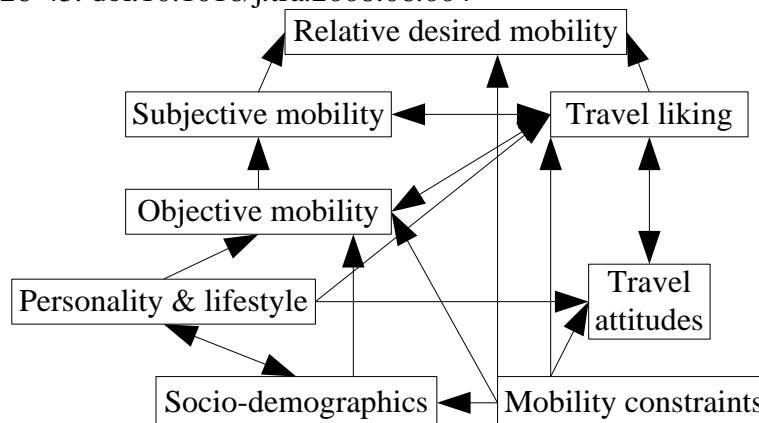 Relative desired mobility
Subjective mobility
Travel liking
Objective mobility
Personality & lifestyle
Travel
attitudes
Socio-demographics
Mobility constraints